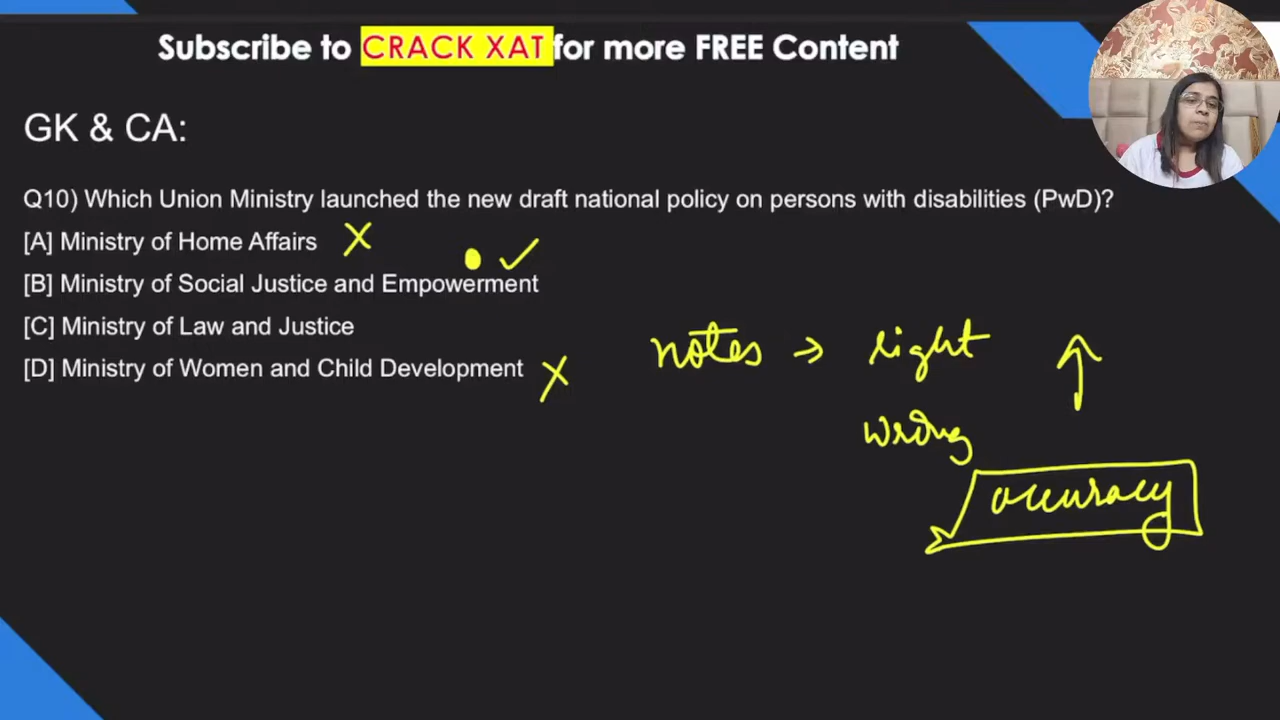 Subscribe to CRACK XAT for more FREE Content
GK & CA:
Q10) Which Union Ministry launched the new draft national policy on persons with disabilities (PwD)?
[A] Ministry of Home Affairs
[B] Ministry of Social Justice and Empowerment
[C] Ministry of Law and Justice
[D] Ministry of Women and Child Development
notes → right
wrong
accuracy